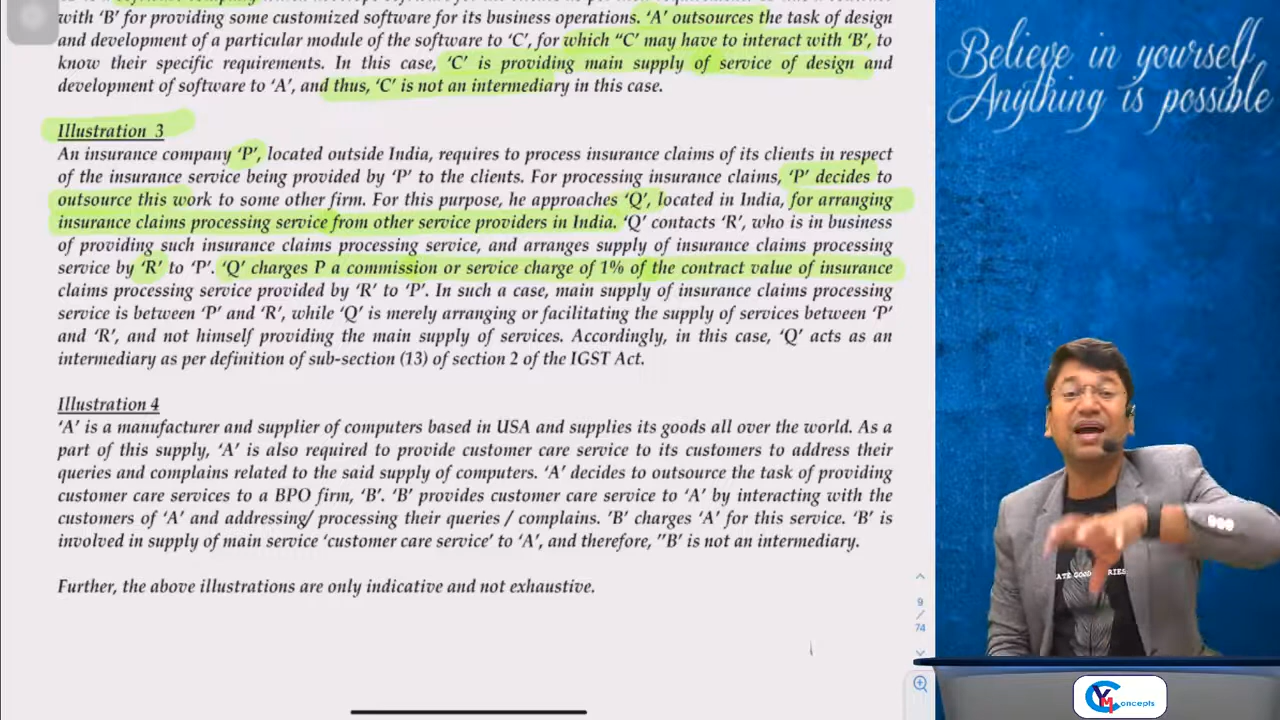 with 'B' for providing some customized software for its business operations. 'A' outsources the task of design
and development of a particular module of the software to 'C', for which "C' may have to interact with 'B', to
know their specific requirements. In this case, 'C' is providing main supply of service of design and
development of software to 'A', and thus, 'C' is not an intermediary in this case.
Illustration 3
An insurance company 'P', located outside India, requires to process insurance claims of its clients in respect
of the insurance service being provided by 'P' to the clients. For processing insurance claims, 'P' decides to
outsource this work to some other firm. For this purpose, he approaches 'Q', located in India, for arranging
insurance claims processing service from other service providers in India. 'Q' contacts 'R', who is in business
of providing such insurance claims processing service, and arranges supply of insurance claims processing
service by 'R' to 'P'. 'Q' charges P a commission or service charge of 1% of the contract value of insurance
claims processing service provided by 'R' to 'P'. In such a case, main supply of insurance claims processing
service is between 'P' and 'R', while 'Q' is merely arranging or facilitating the supply of services between 'P'
and 'R', and not himself providing the main supply of services. Accordingly, in this case, 'Q' acts as an
intermediary as per definition of sub-section (13) of section 2 of the IGST Act.
Illustration 4
'A' is a manufacturer and supplier of computers based in USA and supplies its goods all over the world. As a
part of this supply, 'A' is also required to provide customer care service to its customers to address their
queries and complains related to the said supply of computers. 'A' decides to outsource the task of providing
customer care services to a BPO firm, 'B'. 'B' provides customer care service to 'A' by interacting with the
customers of 'A' and addressing/ processing their queries / complains. 'B' charges 'A' for this service. 'B' is
involved in supply of main service 'customer care service' to 'A', and therefore, "B' is not an intermediary.
Further, the above illustrations are only indicative and not exhaustive.
9
/
74
Believe in yourself
Anything is possible
ATE GOOD RIES
CYM oncepts